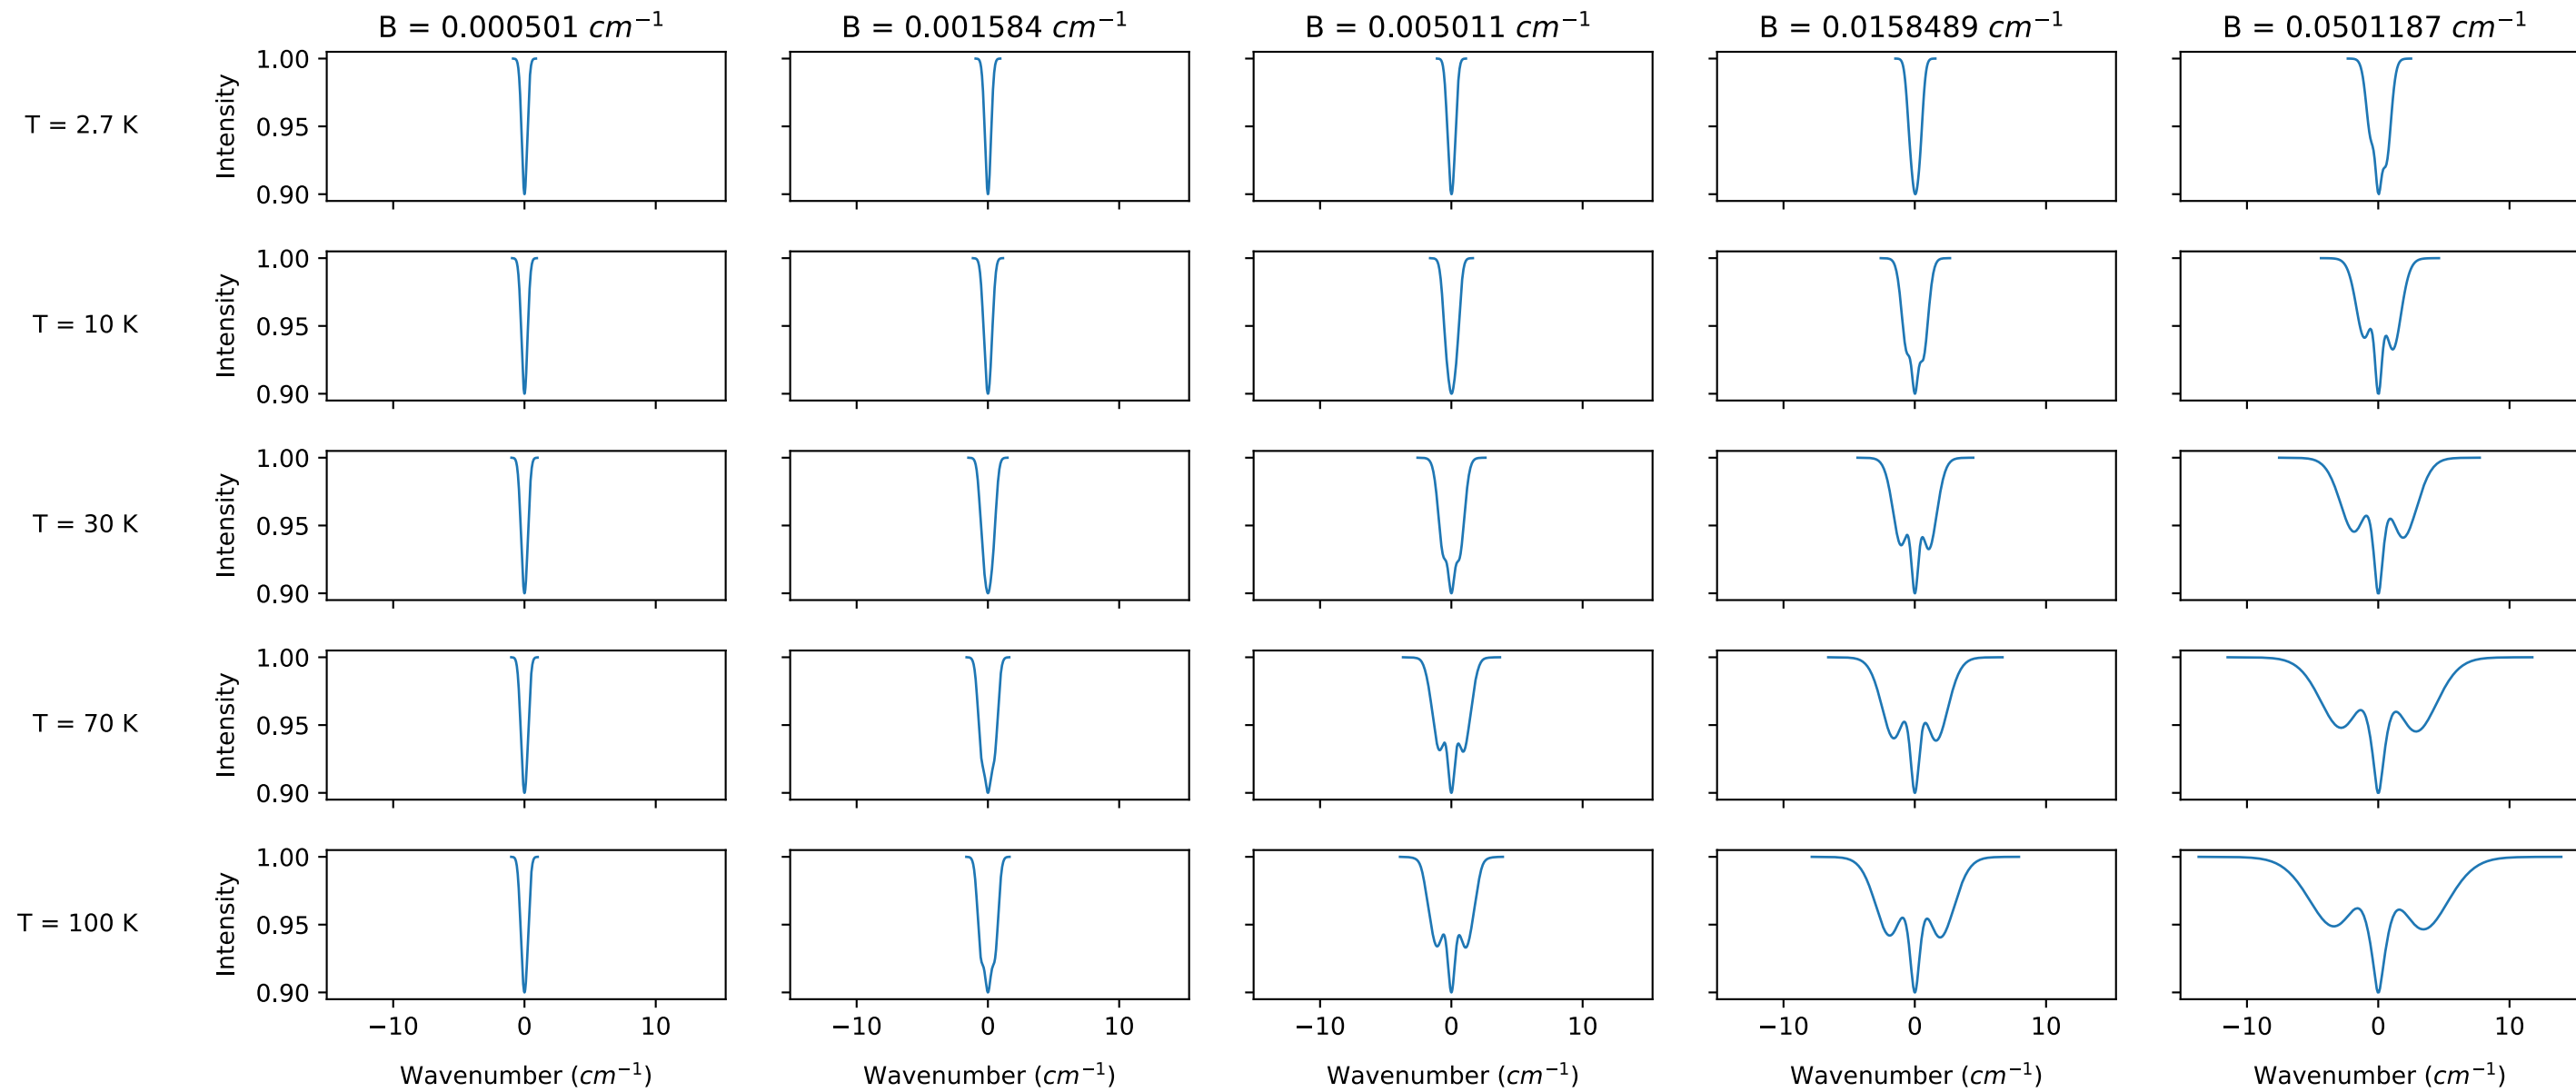 B = 0.000501 cm⁻¹ B = 0.001584 cm⁻¹ B = 0.005011 cm⁻¹ B = 0.0158489 cm⁻¹ B = 0.0501187 cm⁻¹
T = 2.7 K
Intensity
1.00
0.95
0.90
T = 10 K
Intensity
1.00
0.95
0.90
T = 30 K
Intensity
1.00
0.95
0.90
T = 70 K
Intensity
1.00
0.95
0.90
T = 100 K
Intensity
1.00
0.95
0.90
−10 0 10 −10 0 10 −10 0 10 −10 0 10 −10 0 10
Wavenumber (cm⁻¹) Wavenumber (cm⁻¹) Wavenumber (cm⁻¹) Wavenumber (cm⁻¹) Wavenumber (cm⁻¹)